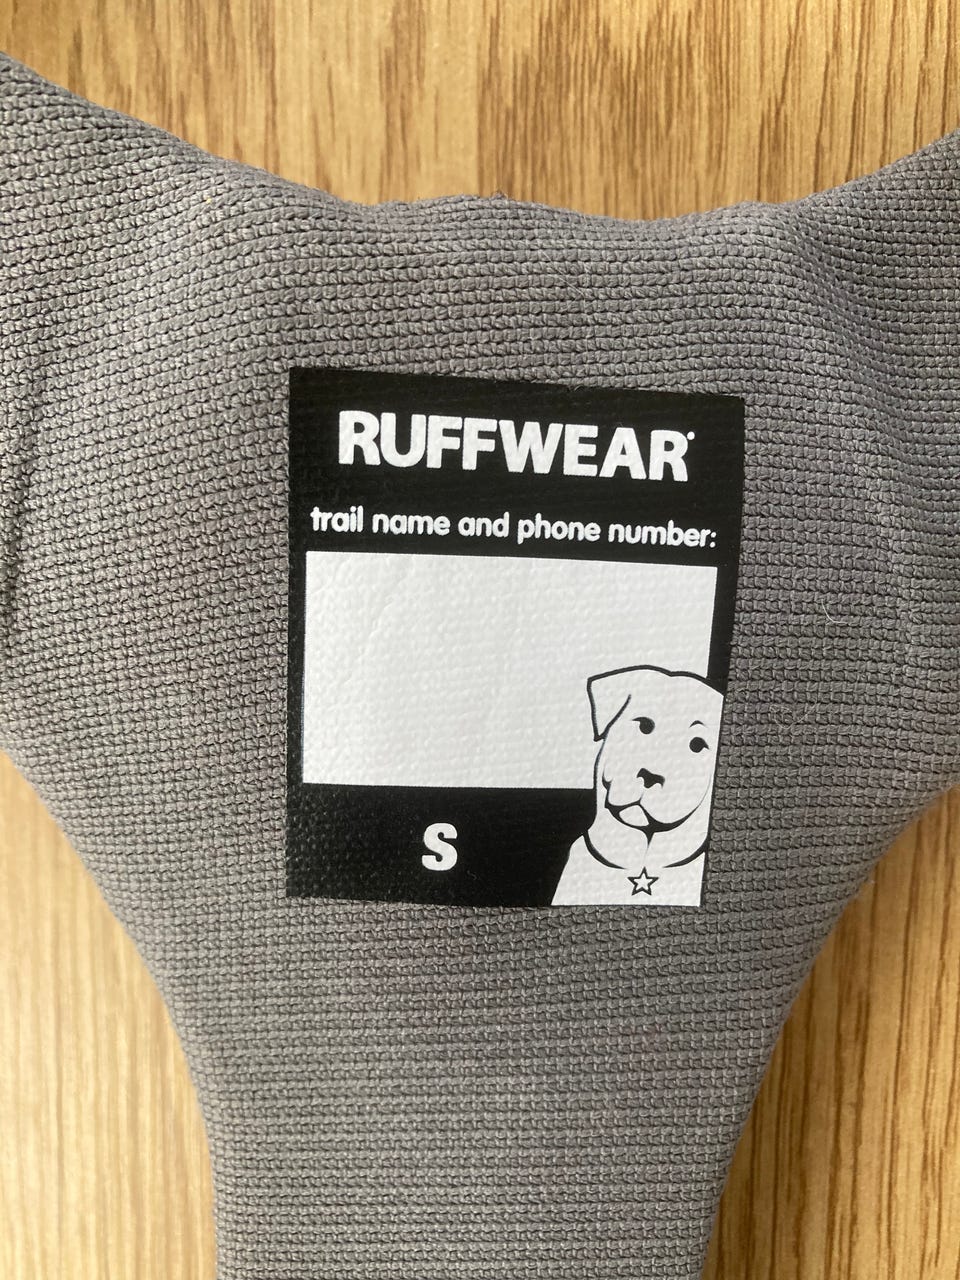 RUFFWEAR
trail name and phone number:
S